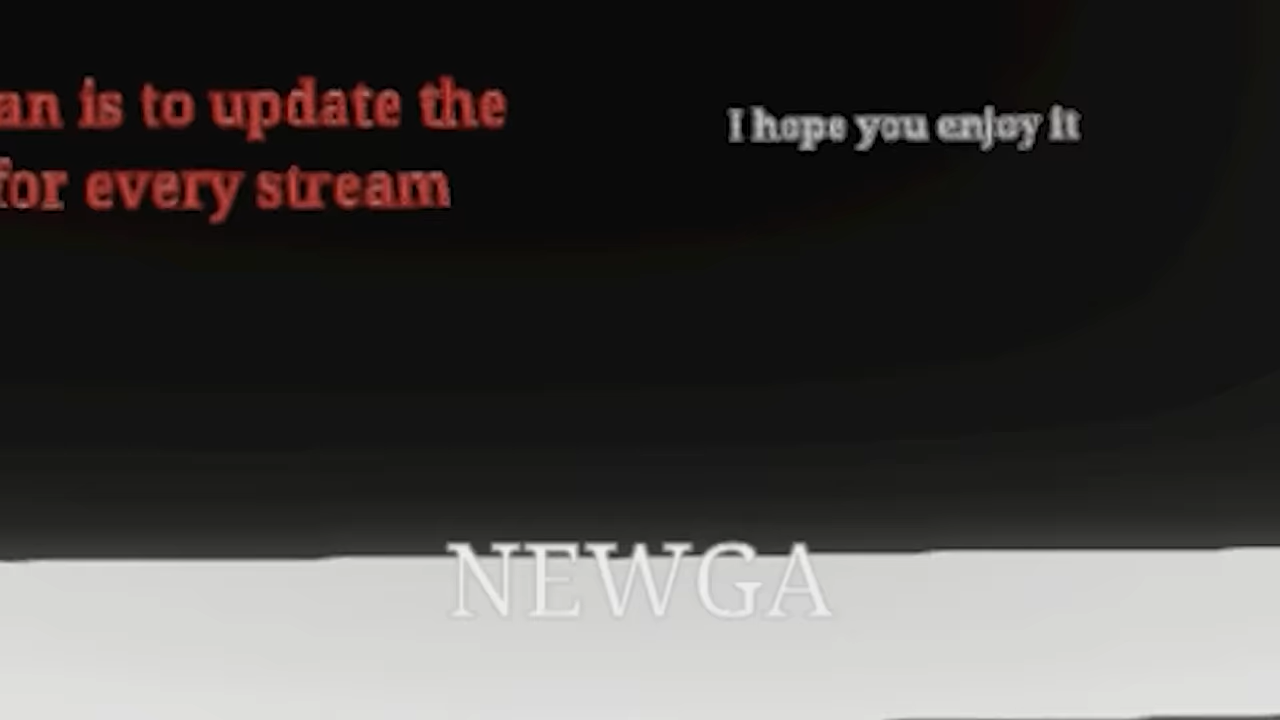 an is to update the
for every stream
I hope you enjoy it
NEWGA